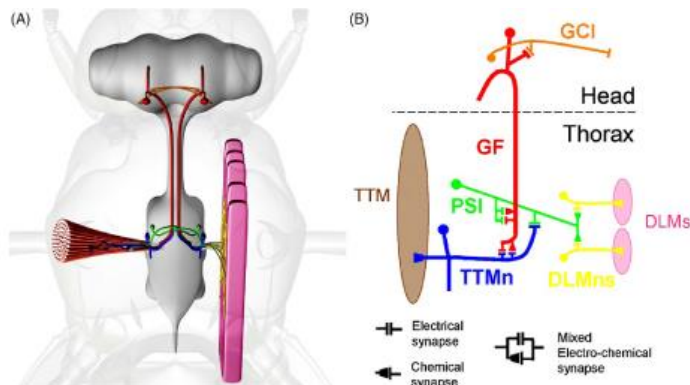 (A)
(B)
GCI
Head
Thorax
GF
TTM
PSI
DLMs
TTMn
DLMns
Electrical
synapse
Chemical
synapse
Mixed
Electro-chemical
synapse